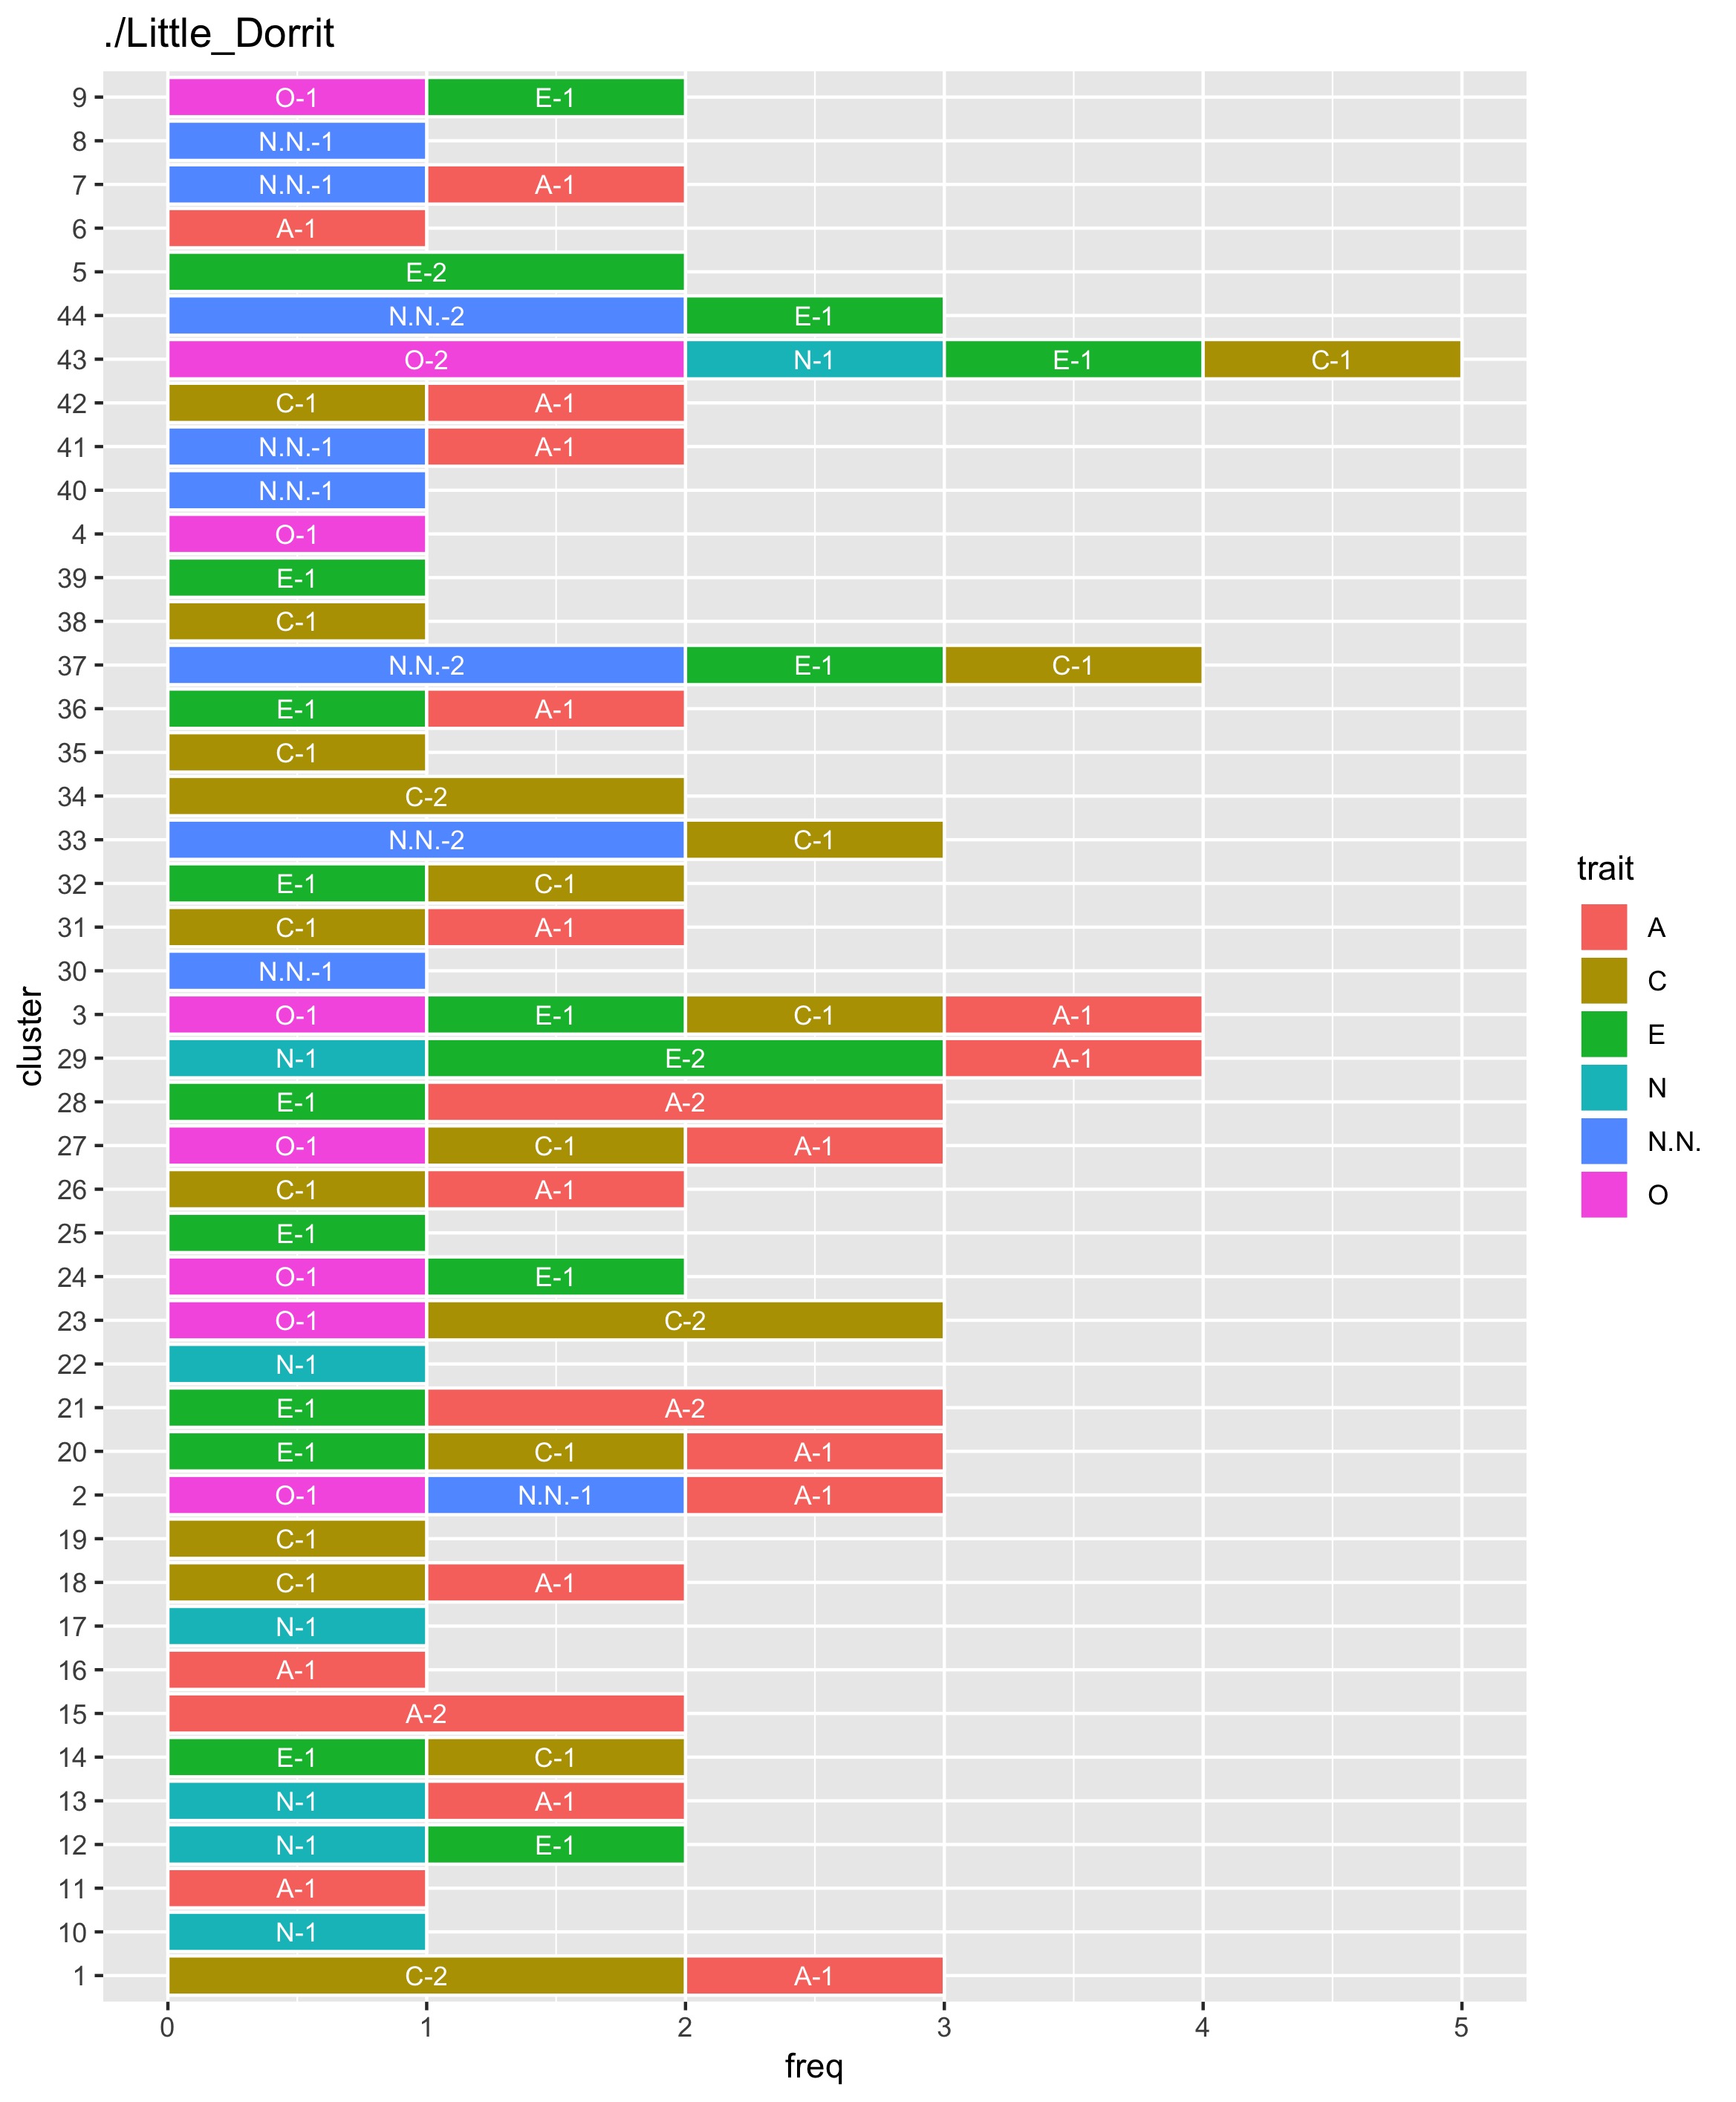 ./Little_Dorrit
9 O-1 E-1
8 N.N.-1
7 N.N.-1 A-1
6 A-1
5 E-2
44 N.N.-2 E-1
43 O-2 N-1 E-1 C-1
42 C-1 A-1
41 N.N.-1 A-1
40 N.N.-1
4 O-1
39 E-1
38 C-1
37 N.N.-2 E-1 C-1
36 E-1 A-1
35 C-1
34 C-2
33 N.N.-2 C-1
32 E-1 C-1
31 C-1 A-1
30 N.N.-1
3 O-1 E-1 C-1 A-1
29 N-1 E-2 A-1
28 E-1 A-2
27 O-1 C-1 A-1
26 C-1 A-1
25 E-1
24 O-1 E-1
23 O-1 C-2
22 N-1
21 E-1 A-2
20 E-1 C-1 A-1
2 O-1 N.N.-1 A-1
19 C-1
18 C-1 A-1
17 N-1
16 A-1
15 A-2
14 E-1 C-1
13 N-1 A-1
12 N-1 E-1
11 A-1
10 N-1
1 C-2 A-1
0 1 2 3 4 5
freq
cluster
trait
A
C
E
N
N.N.
O